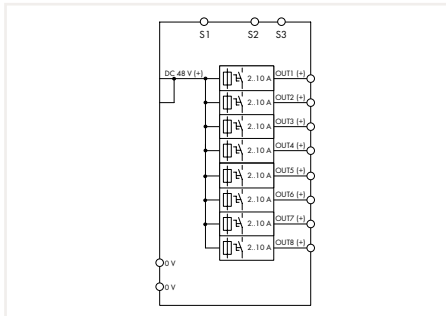 S1 S2 S3
DC 48 V (+) 2..10 A OUT1 (+)
2..10 A OUT2 (+)
2..10 A OUT3 (+)
2..10 A OUT4 (+)
2..10 A OUT5 (+)
2..10 A OUT6 (+)
2..10 A OUT7 (+)
2..10 A OUT8 (+)
0 V
0 V